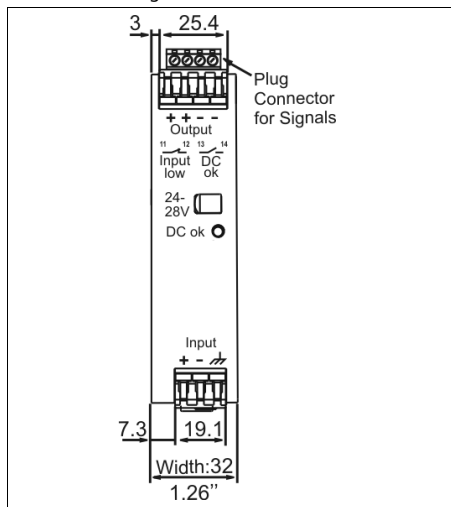 3 25.4
Plug
Connector
for Signals
+ + − −
Output
11 12 13 14
Input DC
low ok
24-
28V
DC ok
Input
+ −
7.3 19.1
Width:32
1.26’’